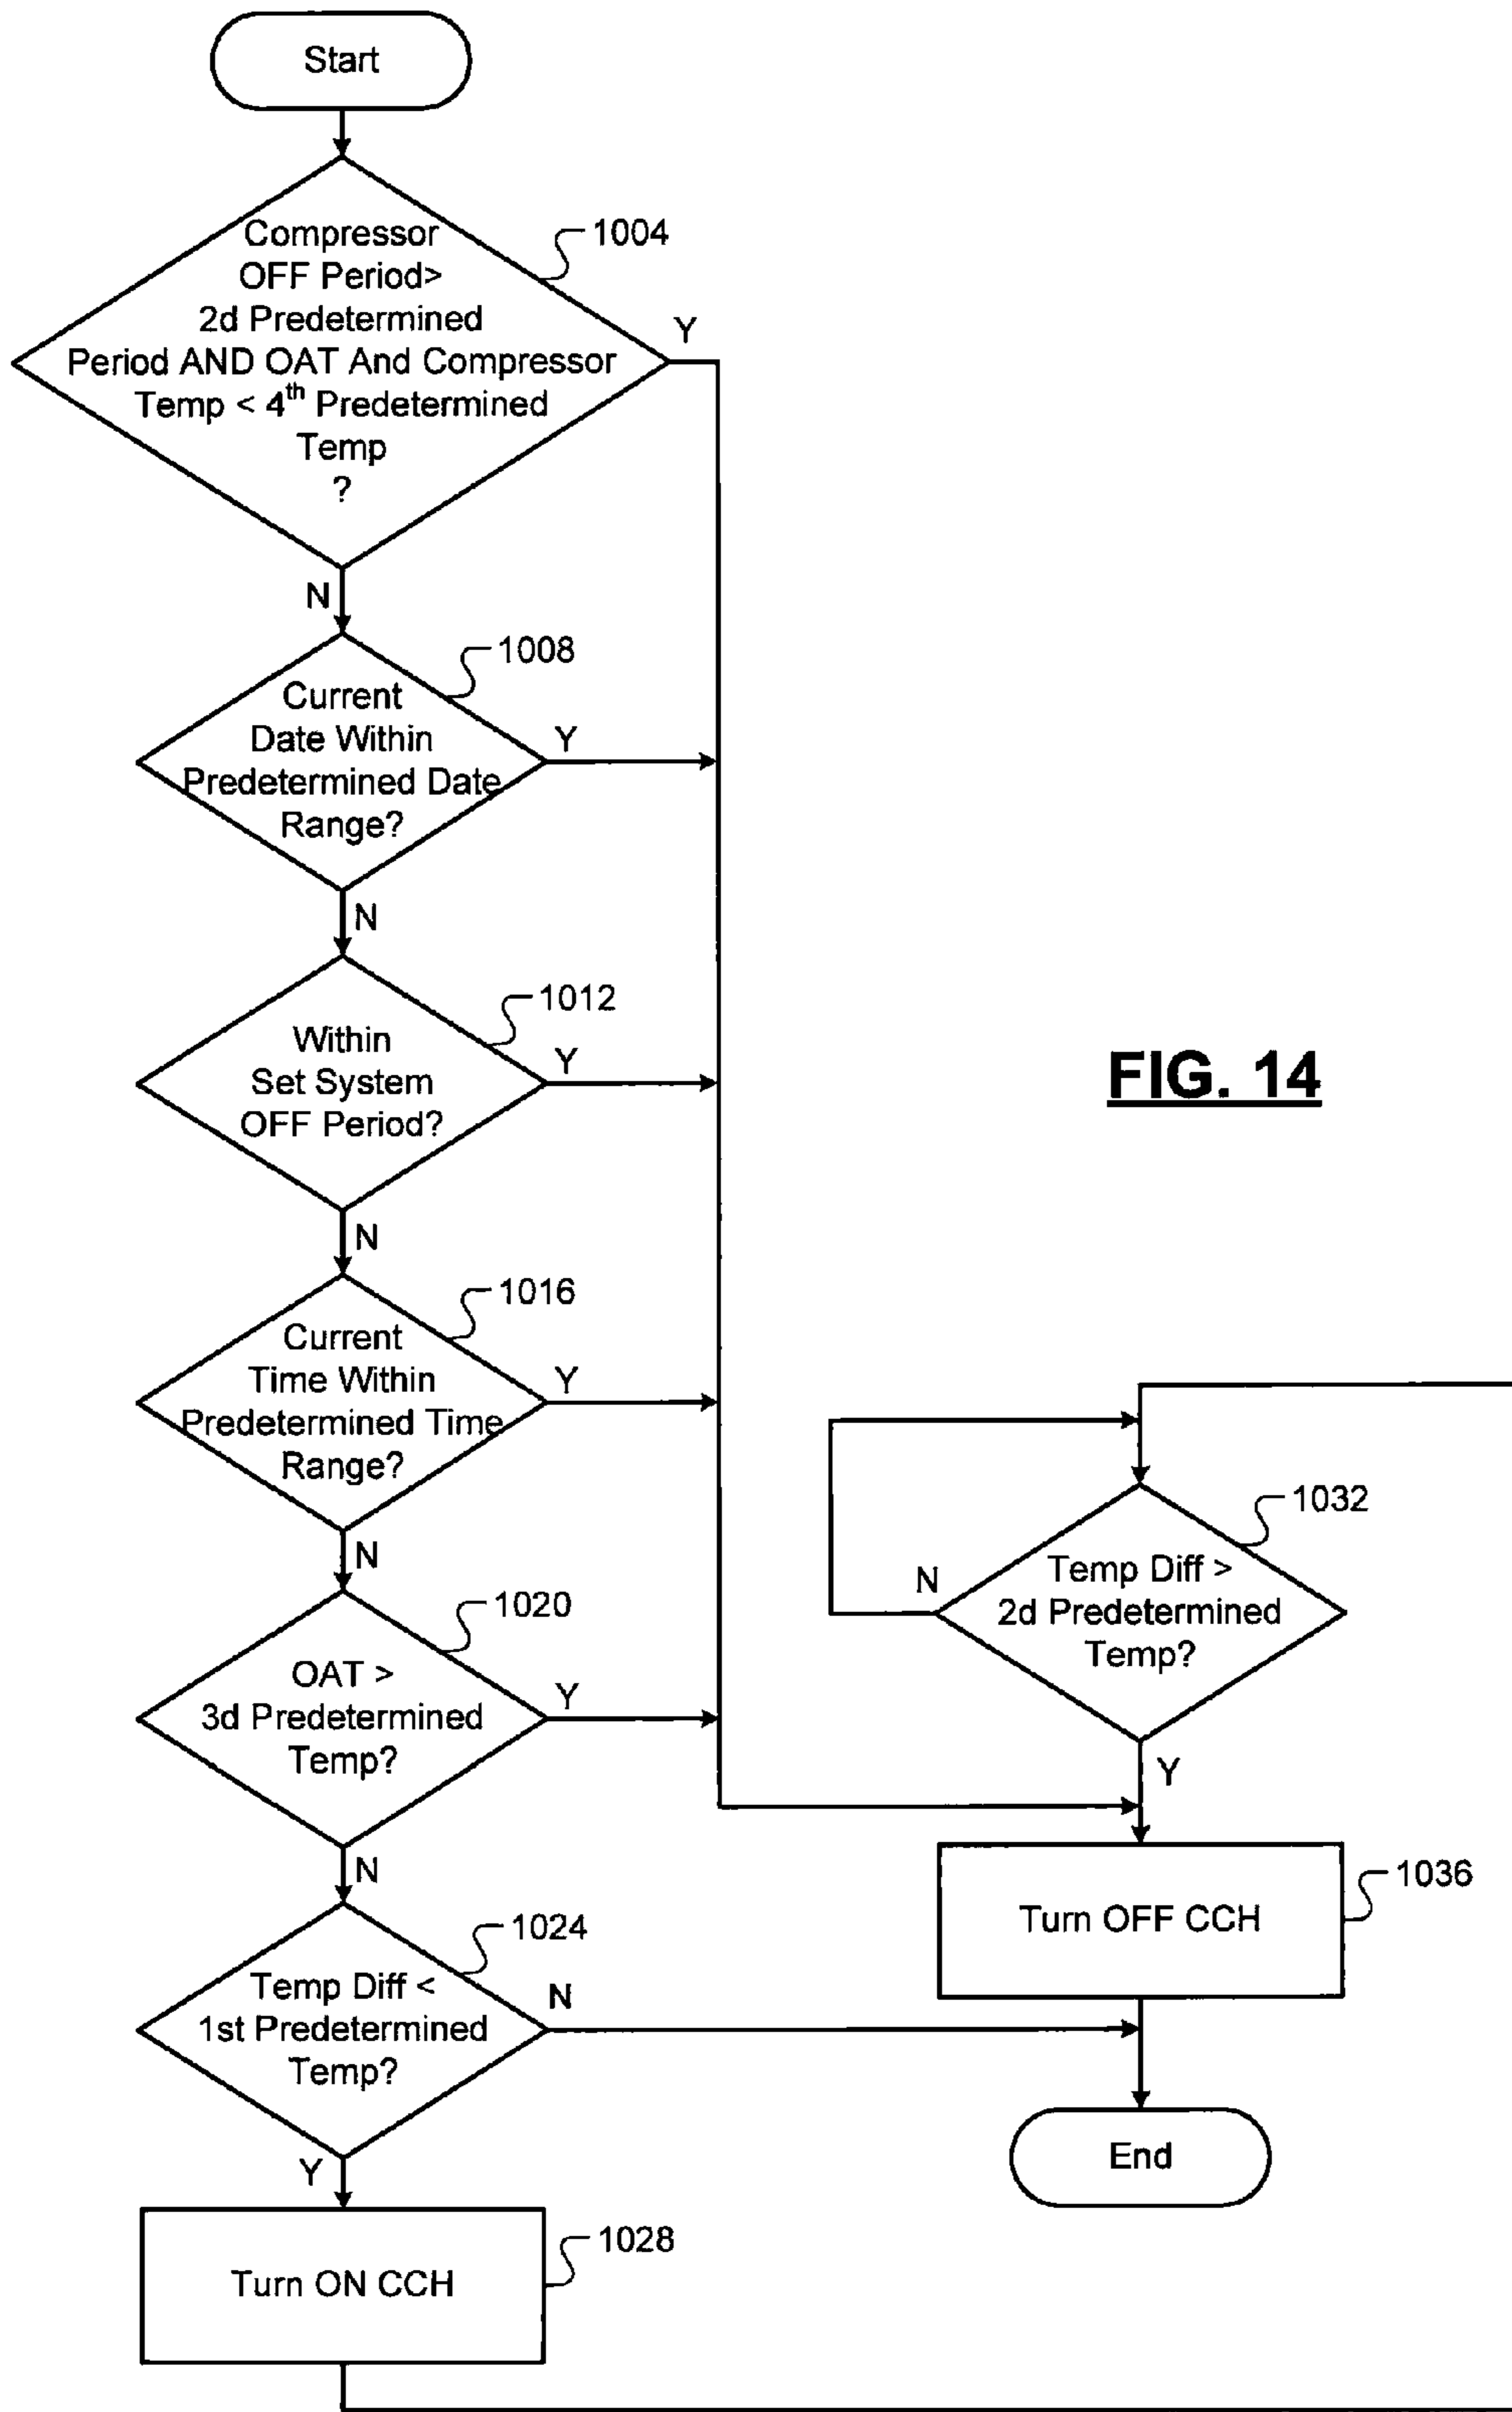 Start
Compressor
OFF Period>
2d Predetermined
Period AND OAT And Compressor
Temp < 4th Predetermined
Temp
?
1004
Y
N
Current
Date Within
Predetermined Date
Range?
1008
Y
N
Within
Set System
OFF Period?
1012
Y
N
Current
Time Within
Predetermined Time
Range?
1016
Y
N
OAT >
3d Predetermined
Temp?
1020
Y
N
Temp Diff <
1st Predetermined
Temp?
1024
N
Y
Turn ON CCH
1028
FIG. 14
Temp Diff >
2d Predetermined
Temp?
1032
N
Y
Turn OFF CCH
1036
End